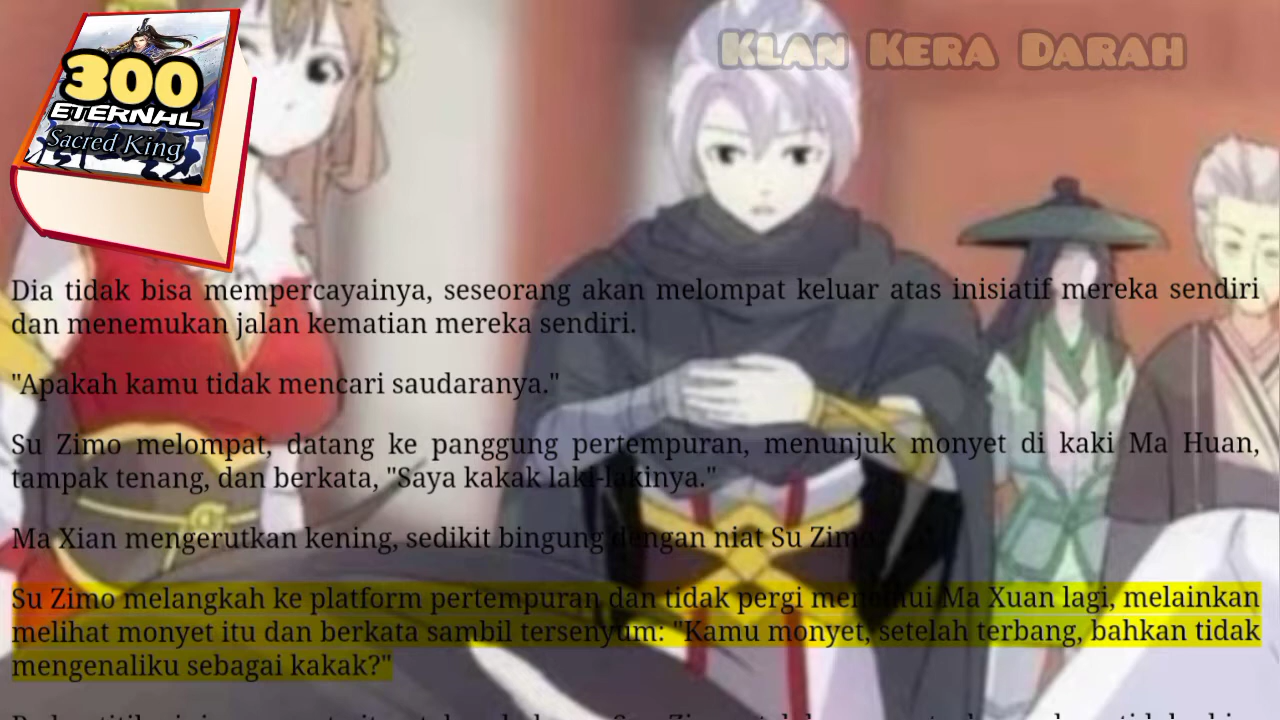 Klan Kera Darah
300
ETERNAL
Sacred King
Dia tidak bisa mempercayainya, seseorang akan melompat keluar atas inisiatif mereka sendiri
dan menemukan jalan kematian mereka sendiri.
"Apakah kamu tidak mencari saudaranya."
Su Zimo melompat, datang ke panggung pertempuran, menunjuk monyet di kaki Ma Huan,
tampak tenang, dan berkata, "Saya kakak laki-lakinya."
Ma Xian mengerutkan kening, sedikit bingung dengan niat Su Zimo
Su Zimo melangkah ke platform pertempuran dan tidak pergi menemui Ma Xuan lagi, melainkan
melihat monyet itu dan berkata sambil tersenyum: "Kamu monyet, setelah terbang, bahkan tidak
mengenaliku sebagai kakak?"